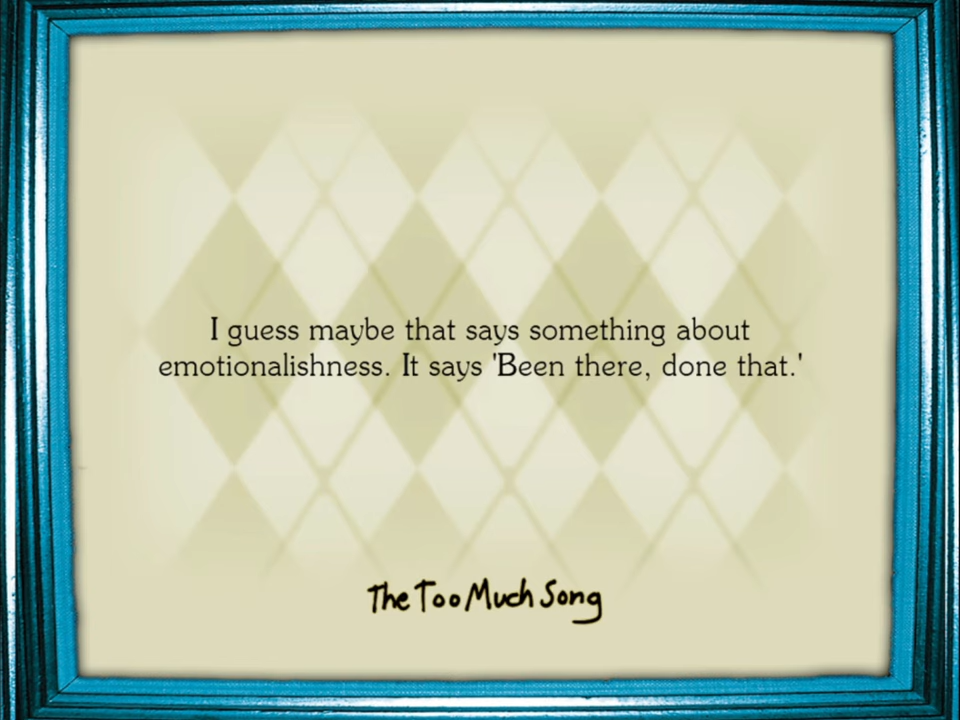 I guess maybe that says something about
emotionalishness. It says 'Been there, done that.'
The Too Much Song